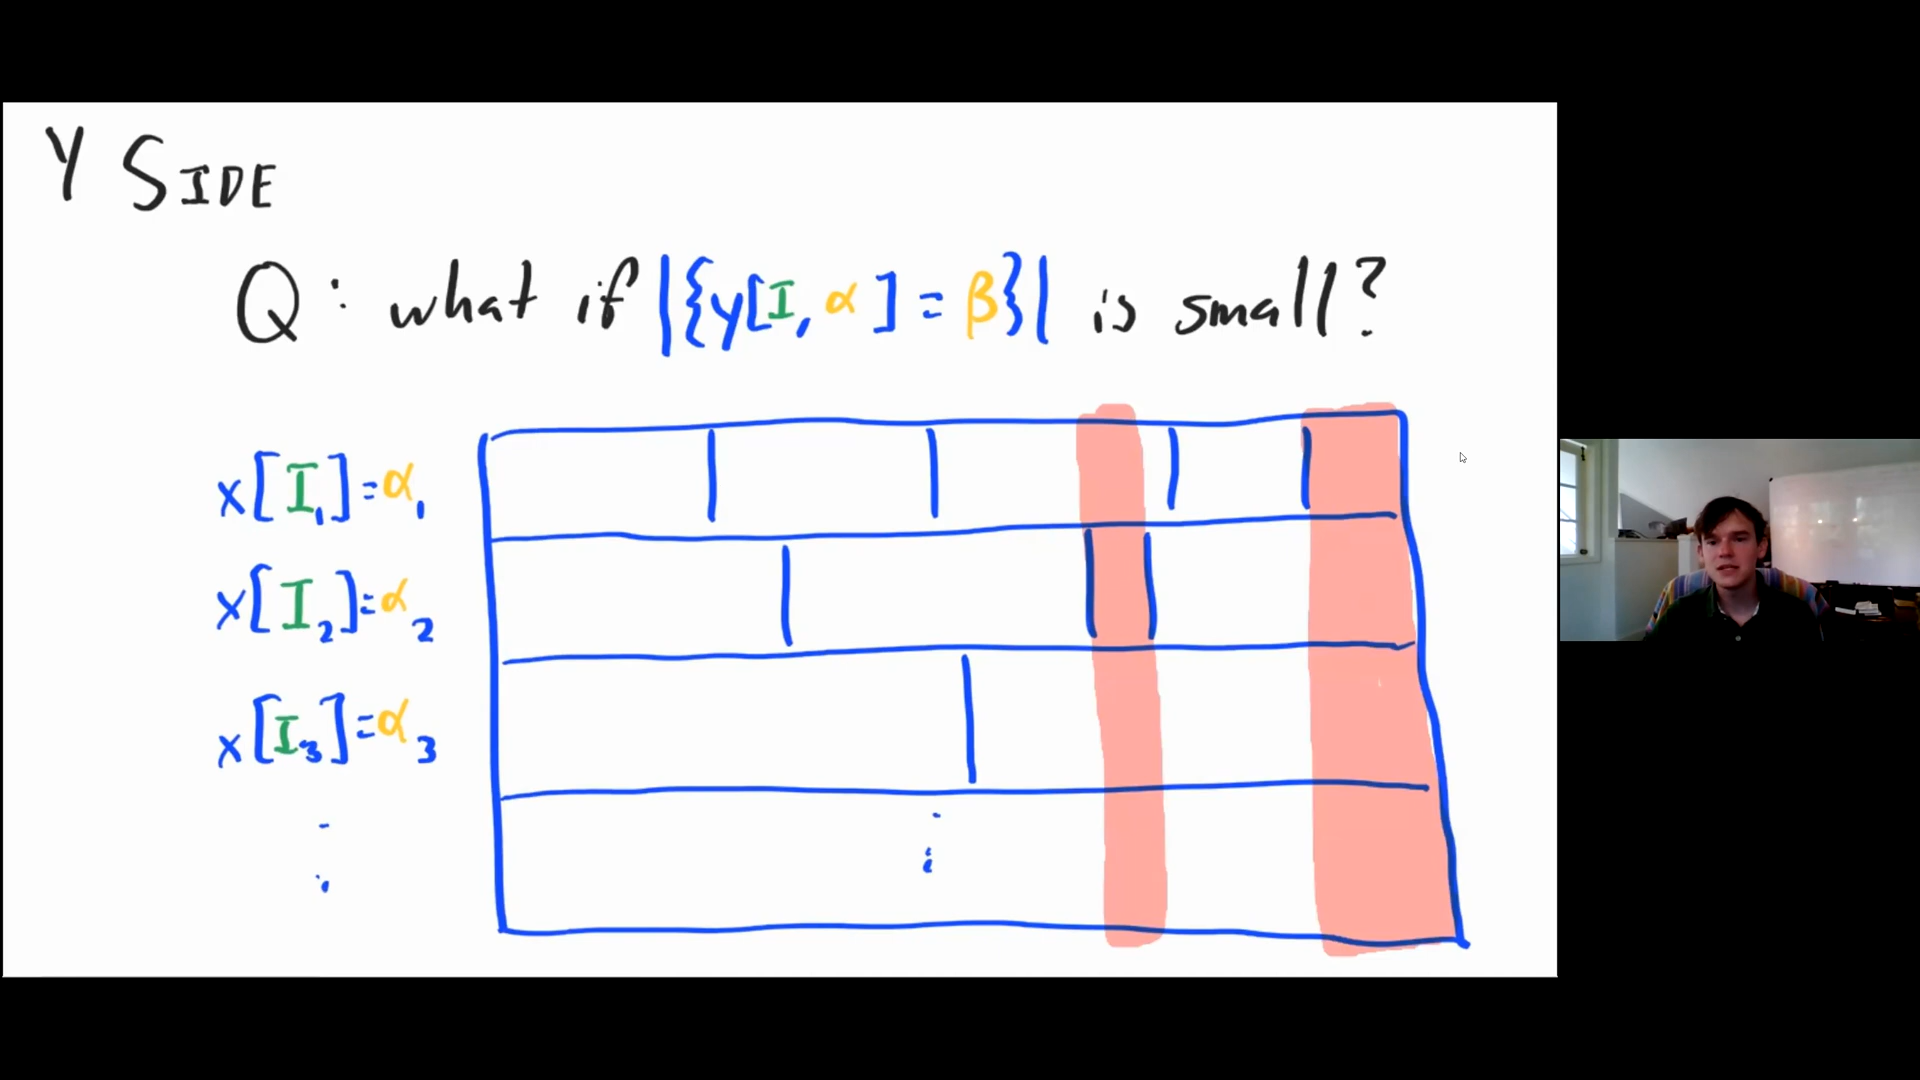 Y SIDE
Q: what if |{y[I, α] = β}| is small?
x[I₁]=α₁
x[I₂]=α₂
x[I₃]=α₃